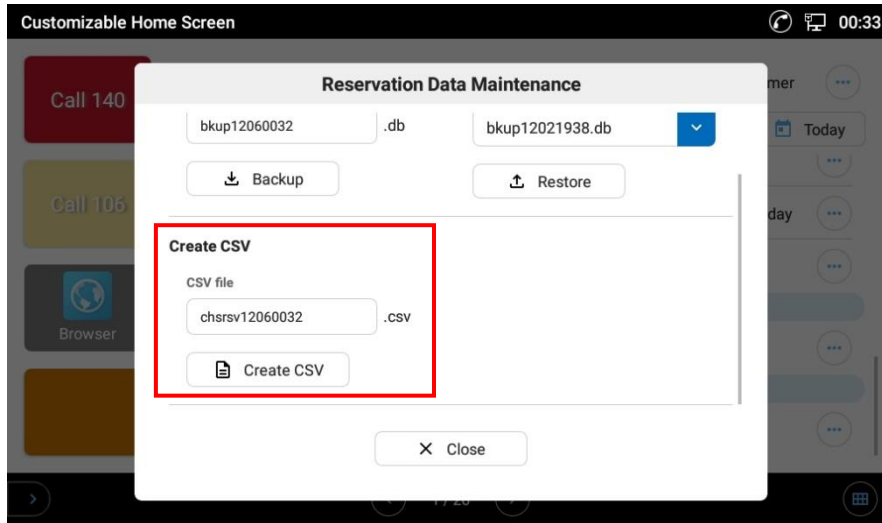 Customizable Home Screen
00:33
Call 140
Reservation Data Maintenance
mer
bkup12060032 .db
bkup12021938.db
Today
Backup
Restore
Call 106
day
Create CSV
CSV file
chsrsv12060032 .csv
Browser
Create CSV
Close